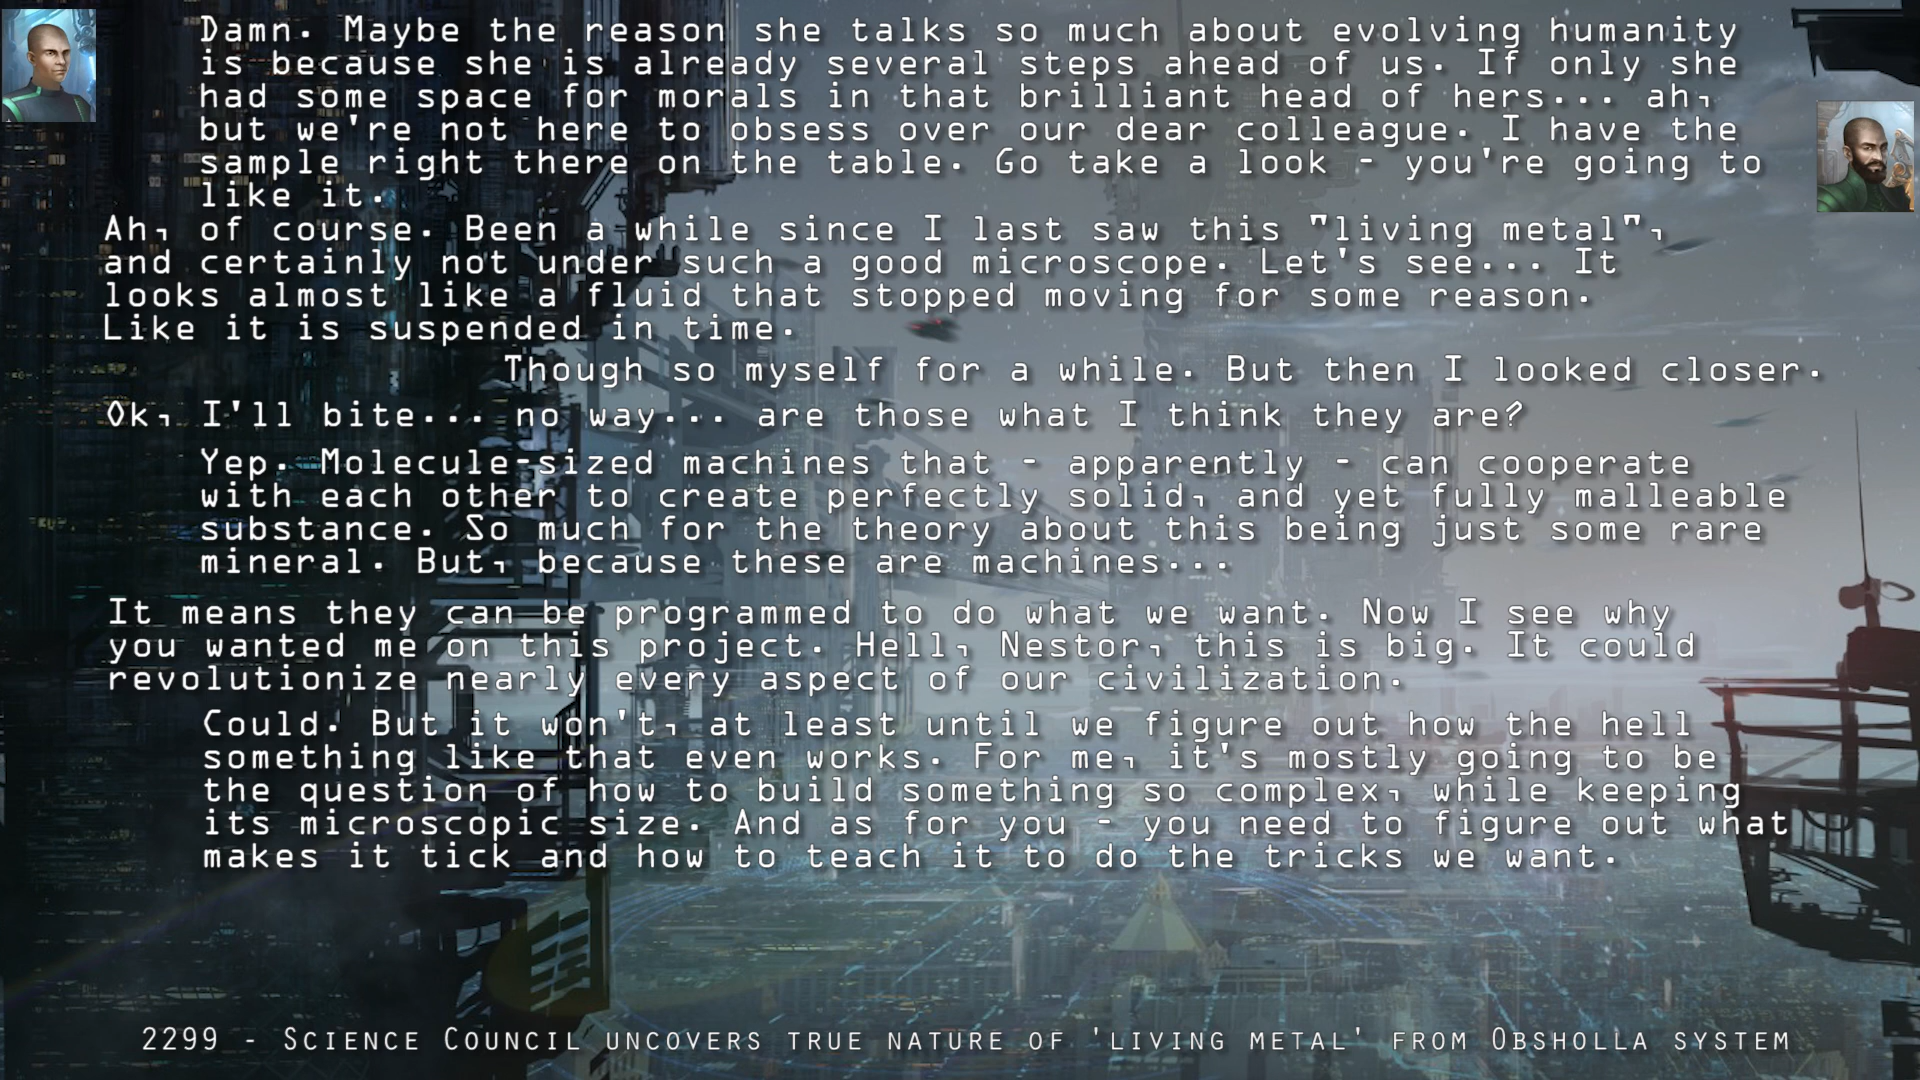 Damn. Maybe the reason she talks so much about evolving humanity
is because she is already several steps ahead of us. If only she
had some space for morals in that brilliant head of hers... ah,
but we're not here to obsess over our dear colleague. I have the
sample right there on the table. Go take a look - you're going to
like it.
Ah, of course. Been a while since I last saw this "living metal",
and certainly not under such a good microscope. Let's see... It
looks almost like a fluid that stopped moving for some reason.
Like it is suspended in time.
Though so myself for a while. But then I looked closer.
Ok, I'll bite... no way... are those what I think they are?
Yep. Molecule-sized machines that - apparently - can cooperate
with each other to create perfectly solid, and yet fully malleable
substance. So much for the theory about this being just some rare
mineral. But, because these are machines...
It means they can be programmed to do what we want. Now I see why
you wanted me on this project. Hell, Nestor, this is big. It could
revolutionize nearly every aspect of our civilization.
Could. But it won't, at least until we figure out how the hell
something like that even works. For me, it's mostly going to be
the question of how to build something so complex, while keeping
its microscopic size. And as for you - you need to figure out what
makes it tick and how to teach it to do the tricks we want.
2299 - Science Council uncovers true nature of 'living metal' from Obsholla system